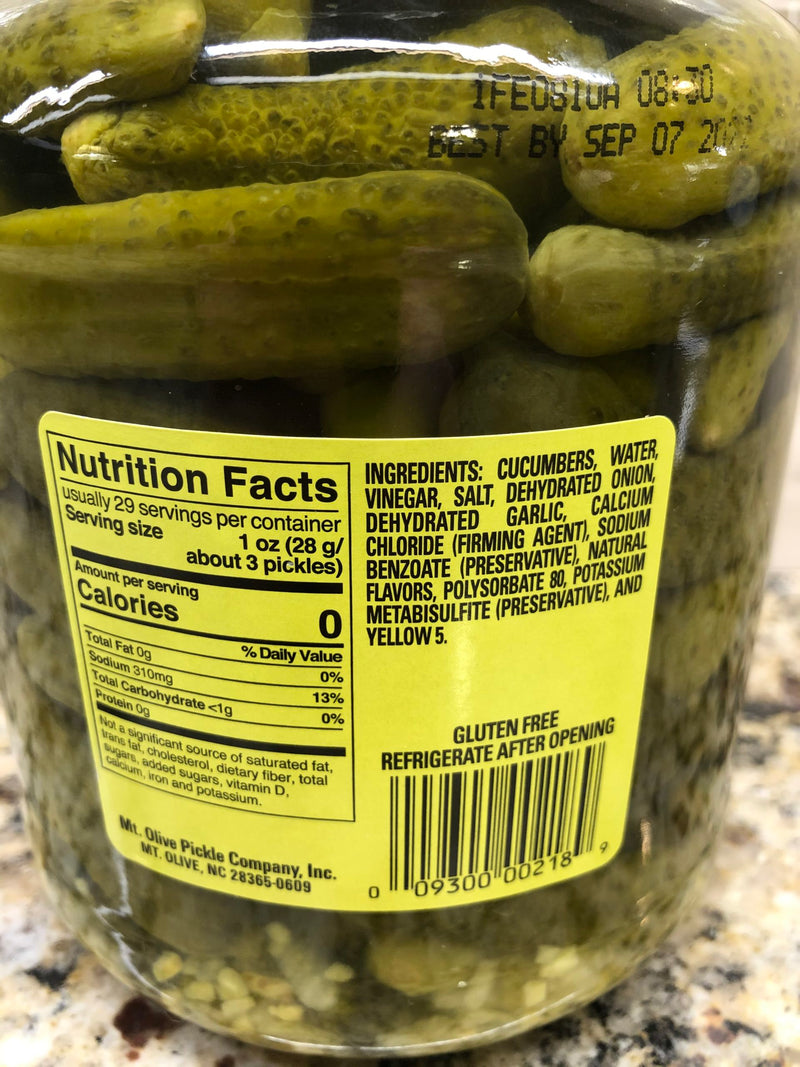 BEST BY SEP 07
Nutrition Facts
usually 29 servings per container
Serving size 1 oz (28 g/
about 3 pickles)
Amount per serving
Calories 0
% Daily Value
Total Fat 0g 0%
Sodium 310mg 13%
Total Carbohydrate <1g 0%
Protein 0g
Not a significant source of saturated fat,
trans fat, cholesterol, dietary fiber, total
sugars, added sugars, vitamin D,
calcium, iron and potassium.
Mt. Olive Pickle Company, Inc.
MT. OLIVE, NC 28365-0609
INGREDIENTS: CUCUMBERS, WATER,
VINEGAR, SALT, DEHYDRATED ONION,
DEHYDRATED GARLIC, CALCIUM
CHLORIDE (FIRMING AGENT), SODIUM
BENZOATE (PRESERVATIVE), NATURAL
FLAVORS, POLYSORBATE 80, POTASSIUM
METABISULFITE (PRESERVATIVE), AND
YELLOW 5.
GLUTEN FREE
REFRIGERATE AFTER OPENING
0 09300 00218 9